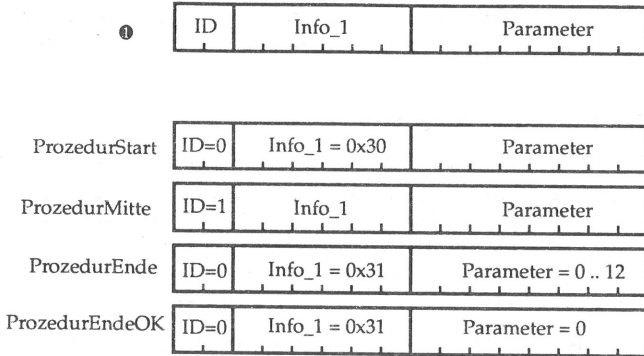 ❶ ID Info_1 Parameter
ProzedurStart ID=0 Info_1 = 0x30 Parameter
ProzedurMitte ID=1 Info_1 Parameter
ProzedurEnde ID=0 Info_1 = 0x31 Parameter = 0 .. 12
ProzedurEndeOK ID=0 Info_1 = 0x31 Parameter = 0